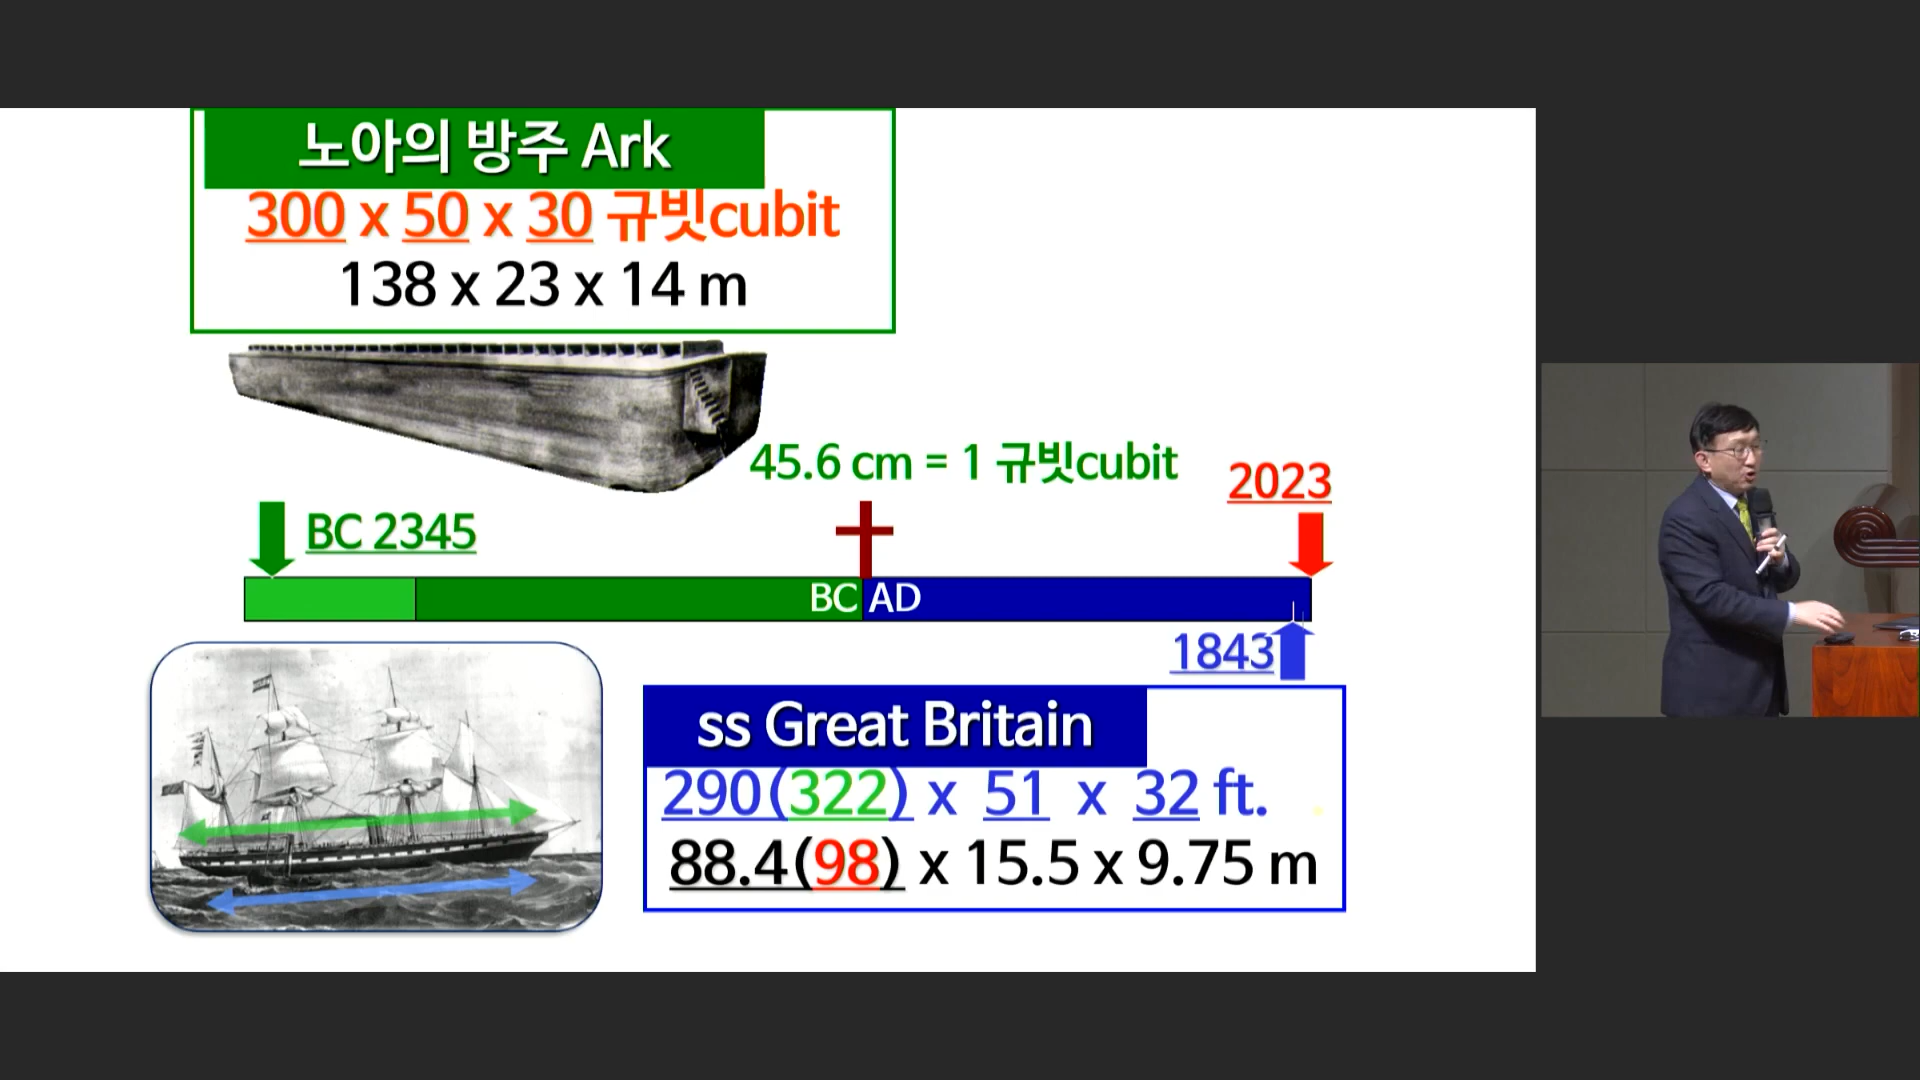 노아의 방주 Ark
300 x 50 x 30 규빗cubit
138 x 23 x 14 m
45.6 cm = 1 규빗cubit
2023
BC 2345
BC AD
1843
ss Great Britain
290(322) x 51 x 32 ft.
88.4(98) x 15.5 x 9.75 m